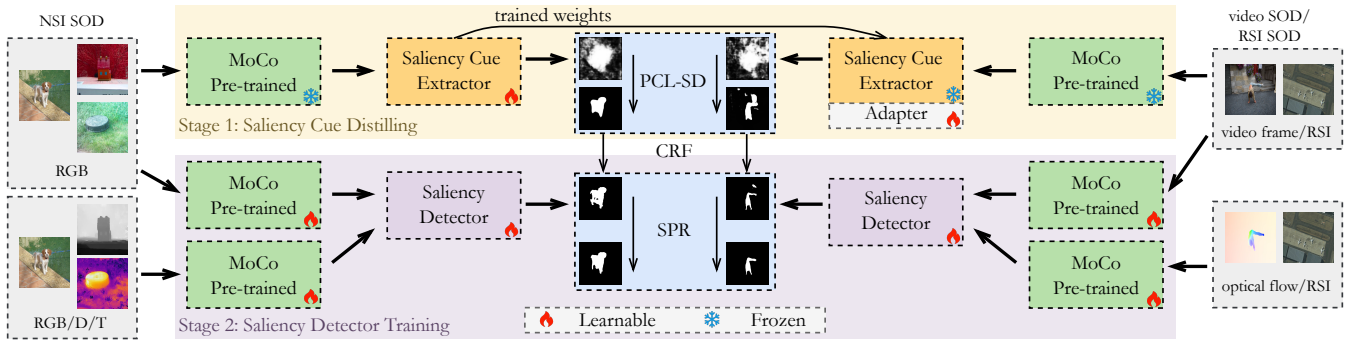 NSI SOD
RGB
RGB/D/T
trained weights
MoCo
Pre-trained
Saliency Cue
Extractor
PCL-SD
Saliency Cue
Extractor
Adapter
MoCo
Pre-trained
Stage 1: Saliency Cue Distilling
CRF
MoCo
Pre-trained
MoCo
Pre-trained
Saliency
Detector
SPR
Saliency
Detector
MoCo
Pre-trained
MoCo
Pre-trained
Stage 2: Saliency Detector Training
Learnable
Frozen
video SOD/
RSI SOD
video frame/RSI
optical flow/RSI